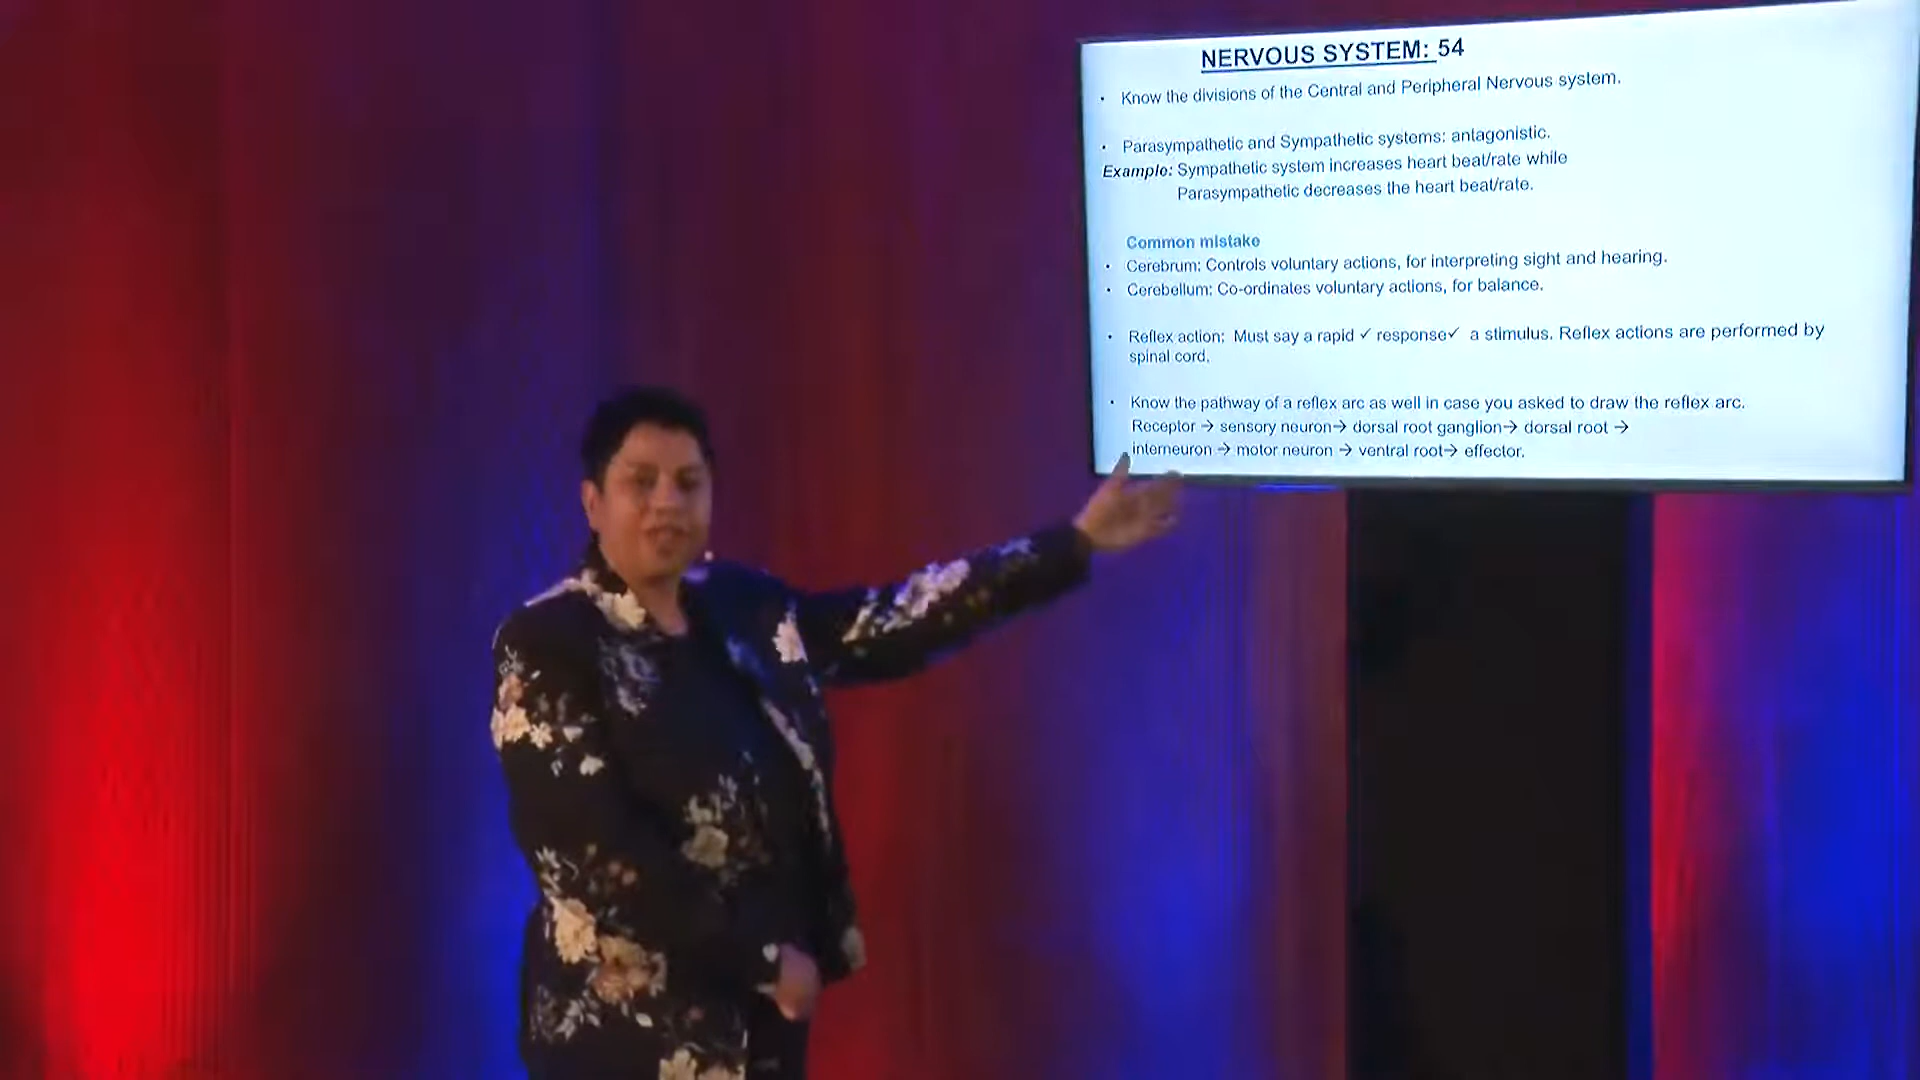 NERVOUS SYSTEM: 54
• Know the divisions of the Central and Peripheral Nervous system.
• Parasympathetic and Sympathetic systems: antagonistic.
Example: Sympathetic system increases heart beat/rate while
Parasympathetic decreases the heart beat/rate.
Common mistake
• Cerebrum: Controls voluntary actions, for interpreting sight and hearing.
• Cerebellum: Co-ordinates voluntary actions, for balance.
• Reflex action: Must say a rapid ✓ response✓ a stimulus. Reflex actions are performed by
spinal cord.
• Know the pathway of a reflex arc as well in case you asked to draw the reflex arc.
Receptor → sensory neuron→ dorsal root ganglion→ dorsal root →
interneuron → motor neuron → ventral root→ effector.